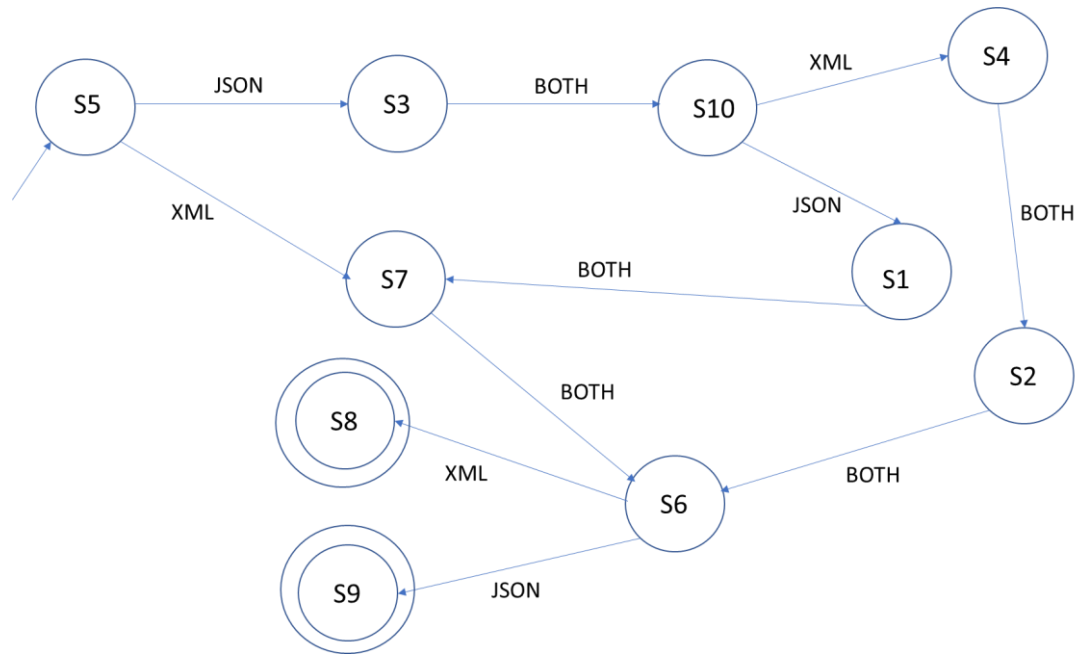 S4
XML
JSON
BOTH
S5
S3
S10
JSON
XML
BOTH
BOTH
S7
S1
BOTH
S2
S8
XML
S6
BOTH
S9
JSON